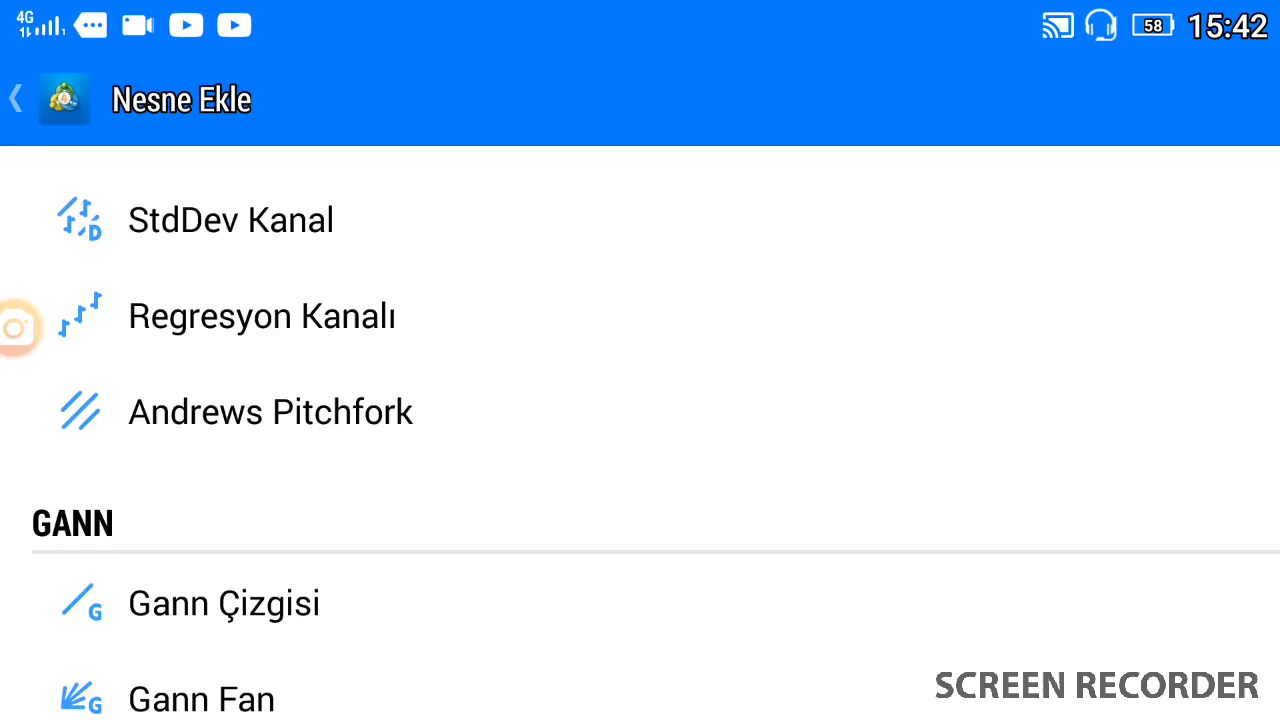 4G
58
15:42
Nesne Ekle
StdDev Kanal
D
Regresyon Kanalı
Andrews Pitchfork
GANN
Gann Çizgisi
G
Gann Fan
G
SCREEN RECORDER